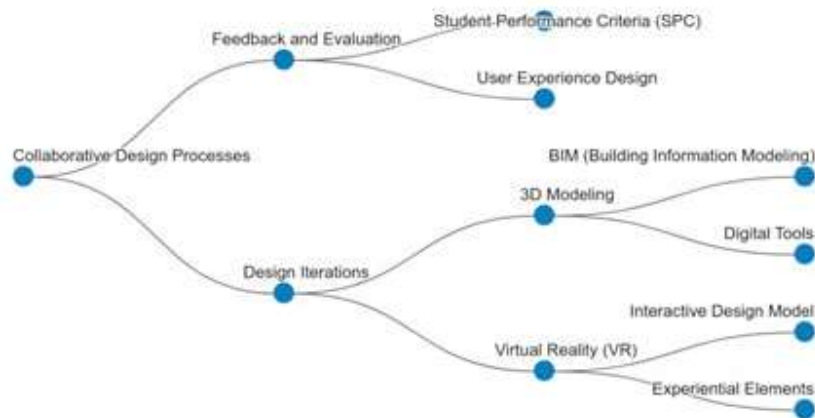 Student Performance Criteria (SPC)
Feedback and Evaluation
User Experience Design
Collaborative Design Processes
BIM (Building Information Modeling)
3D Modeling
Digital Tools
Design Iterations
Interactive Design Model
Virtual Reality (VR)
Experiential Elements